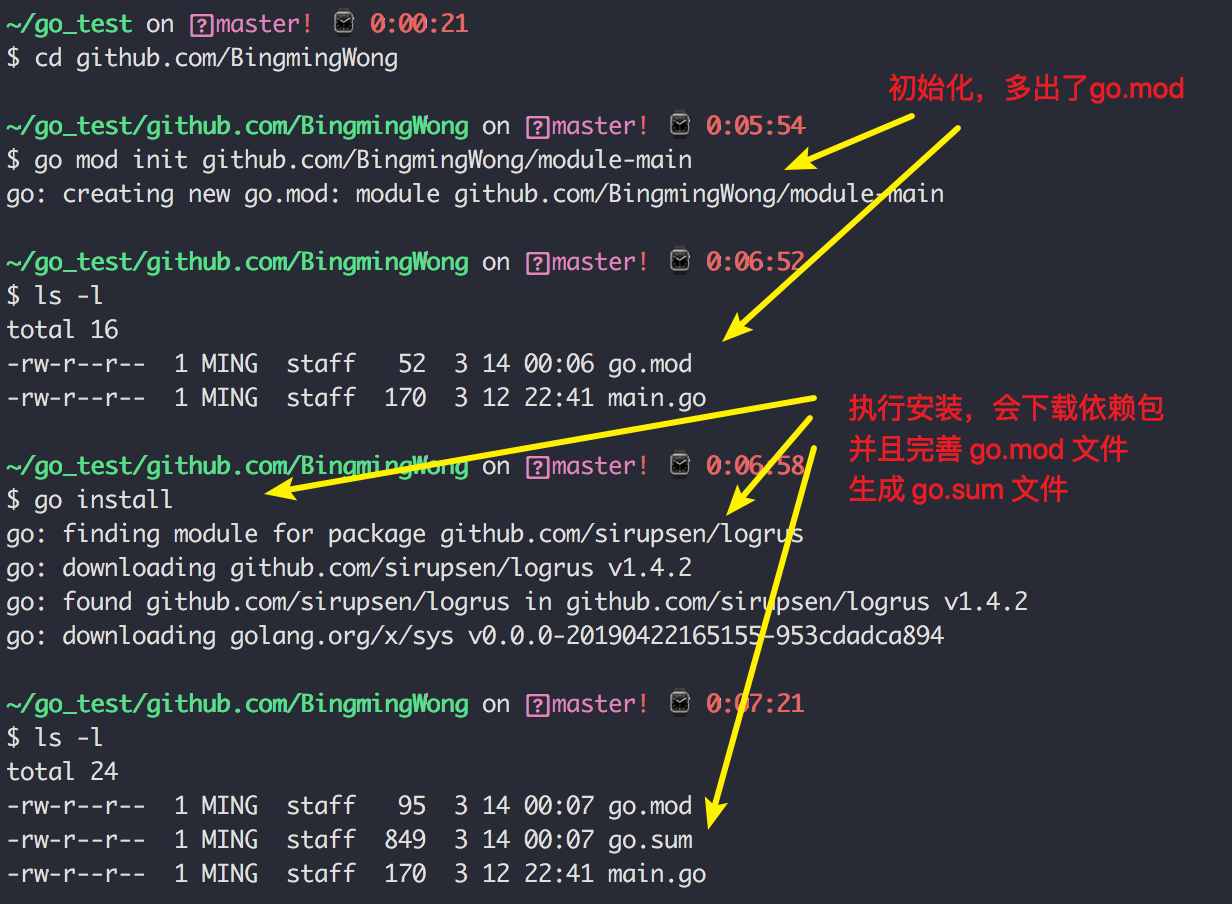 ~/go_test on ?master! ⌚ 0:00:21
$ cd github.com/BingmingWong
初始化，多出了go.mod
~/go_test/github.com/BingmingWong on ?master! ⌚ 0:05:54
$ go mod init github.com/BingmingWong/module-main
go: creating new go.mod: module github.com/BingmingWong/module-main
~/go_test/github.com/BingmingWong on ?master! ⌚ 0:06:52
$ ls -l
total 16
-rw-r--r--  1 MING  staff   52  3 14 00:06 go.mod
-rw-r--r--  1 MING  staff  170  3 12 22:41 main.go
执行安装，会下载依赖包
并且完善 go.mod 文件
生成 go.sum 文件
~/go_test/github.com/BingmingWong on ?master! ⌚ 0:06:58
$ go install
go: finding module for package github.com/sirupsen/logrus
go: downloading github.com/sirupsen/logrus v1.4.2
go: found github.com/sirupsen/logrus in github.com/sirupsen/logrus v1.4.2
go: downloading golang.org/x/sys v0.0.0-20190422165155-953cdadca894
~/go_test/github.com/BingmingWong on ?master! ⌚ 0:07:21
$ ls -l
total 24
-rw-r--r--  1 MING  staff   95  3 14 00:07 go.mod
-rw-r--r--  1 MING  staff  849  3 14 00:07 go.sum
-rw-r--r--  1 MING  staff  170  3 12 22:41 main.go